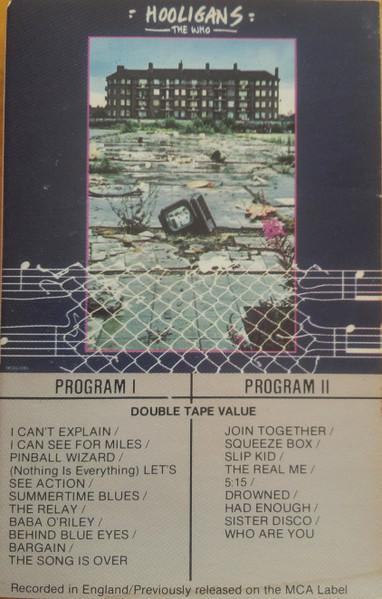 HOOLIGANS
THE WHO
PROGRAM I
PROGRAM II
DOUBLE TAPE VALUE
I CAN'T EXPLAIN /
I CAN SEE FOR MILES /
PINBALL WIZARD /
(Nothing Is Everything) LET'S
SEE ACTION /
SUMMERTIME BLUES /
THE RELAY /
BABA O'RILEY /
BEHIND BLUE EYES /
BARGAIN /
THE SONG IS OVER
JOIN TOGETHER /
SQUEEZE BOX /
SLIP KID /
THE REAL ME /
5:15 /
DROWNED /
HAD ENOUGH /
SISTER DISCO /
WHO ARE YOU
Recorded in England/Previously released on the MCA Label